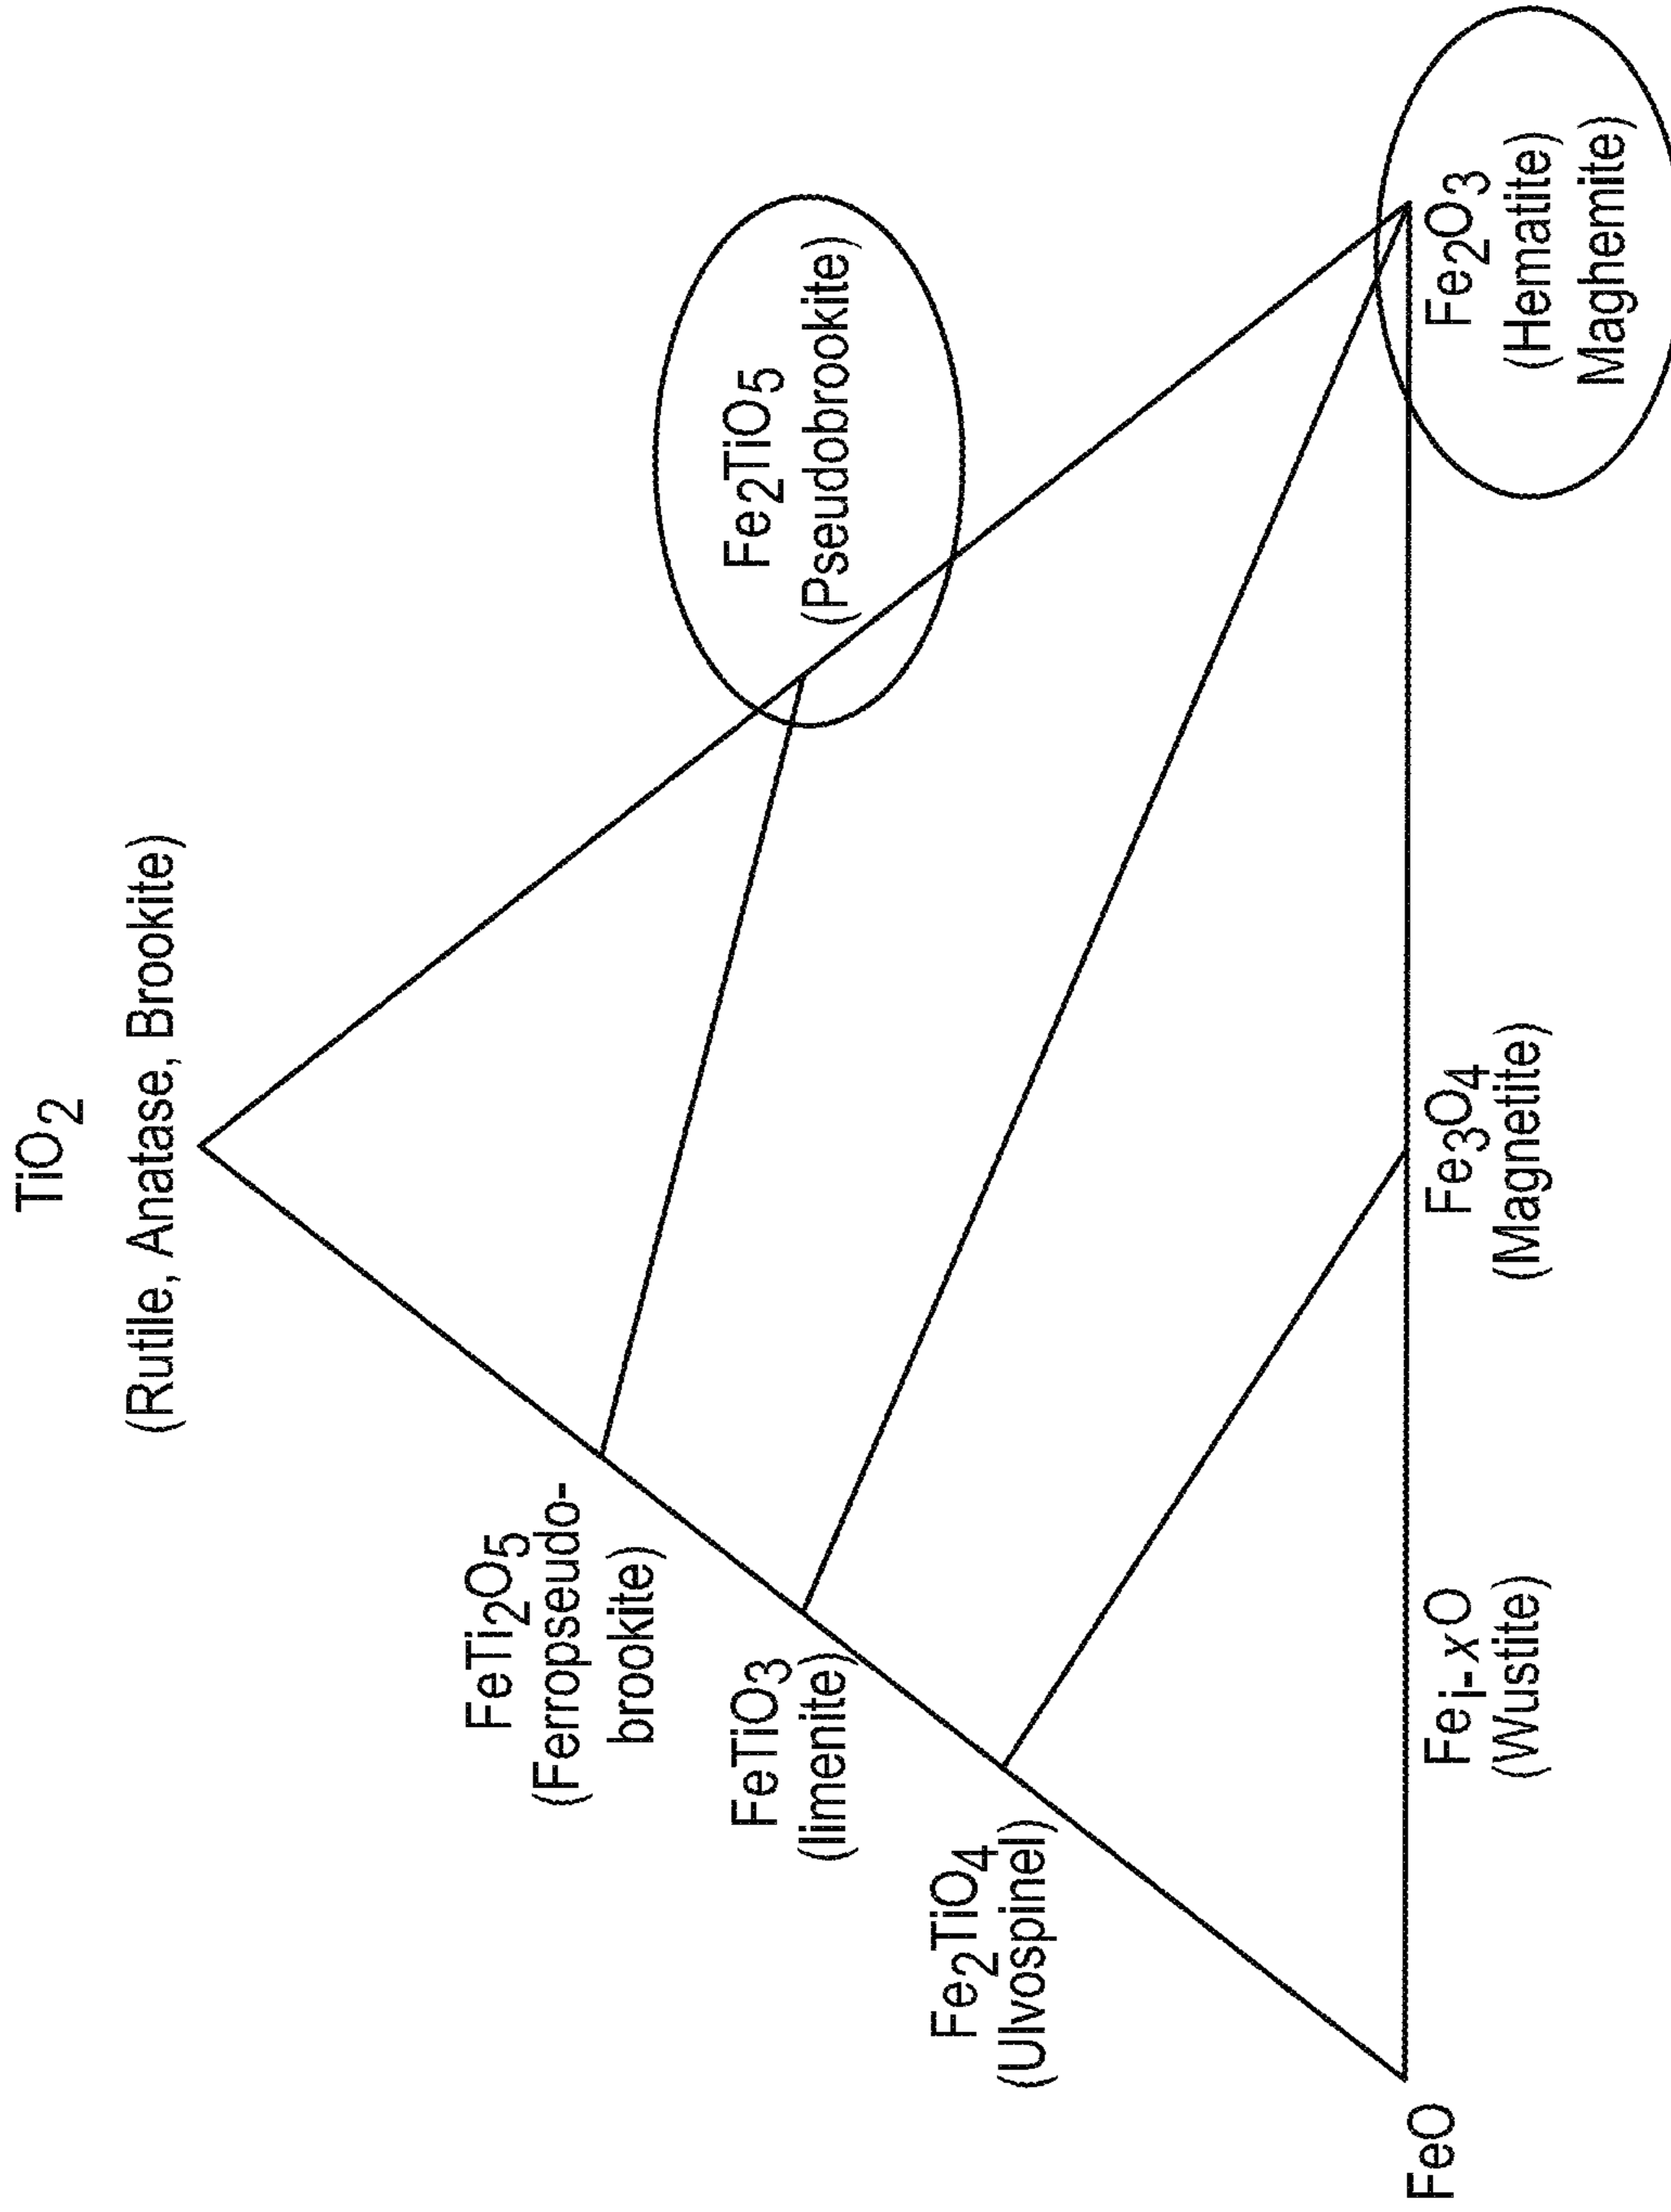 TiO2
(Rutile, Anatase, Brookite)
FeTi2O5
(Ferropseudo-
brookite)
Fe2TiO5
(Pseudobrookite)
FeTiO3
(Iimenite)
Fe2TiO4
(Ulvospinel)
FeO
Fei-xO
(Wustite)
Fe3O4
(Magnetite)
Fe2O3
(Hematite)
Maghemite)